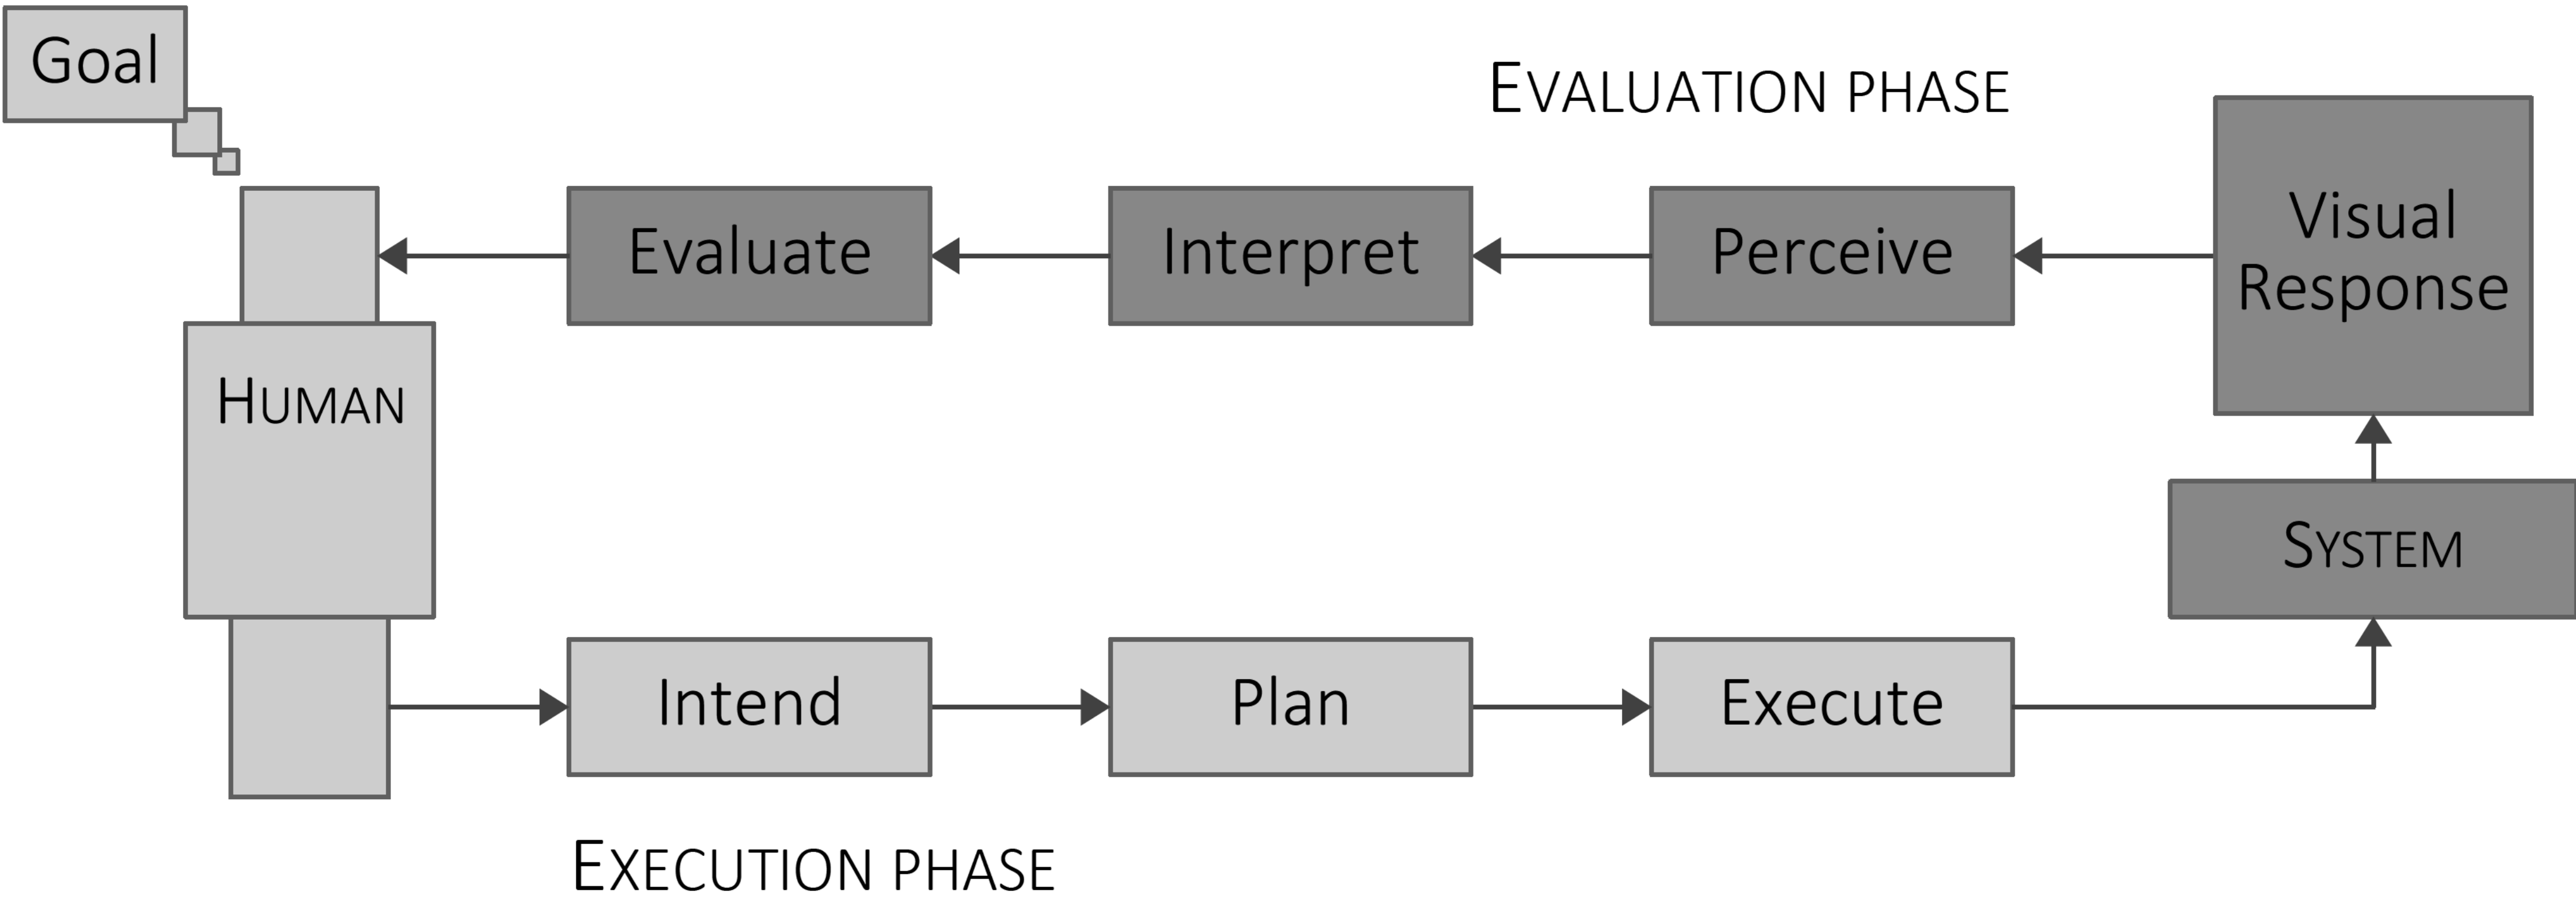 Goal
EVALUATION PHASE
Evaluate
Interpret
Perceive
Visual
Response
HUMAN
SYSTEM
Intend
Plan
Execute
EXECUTION PHASE